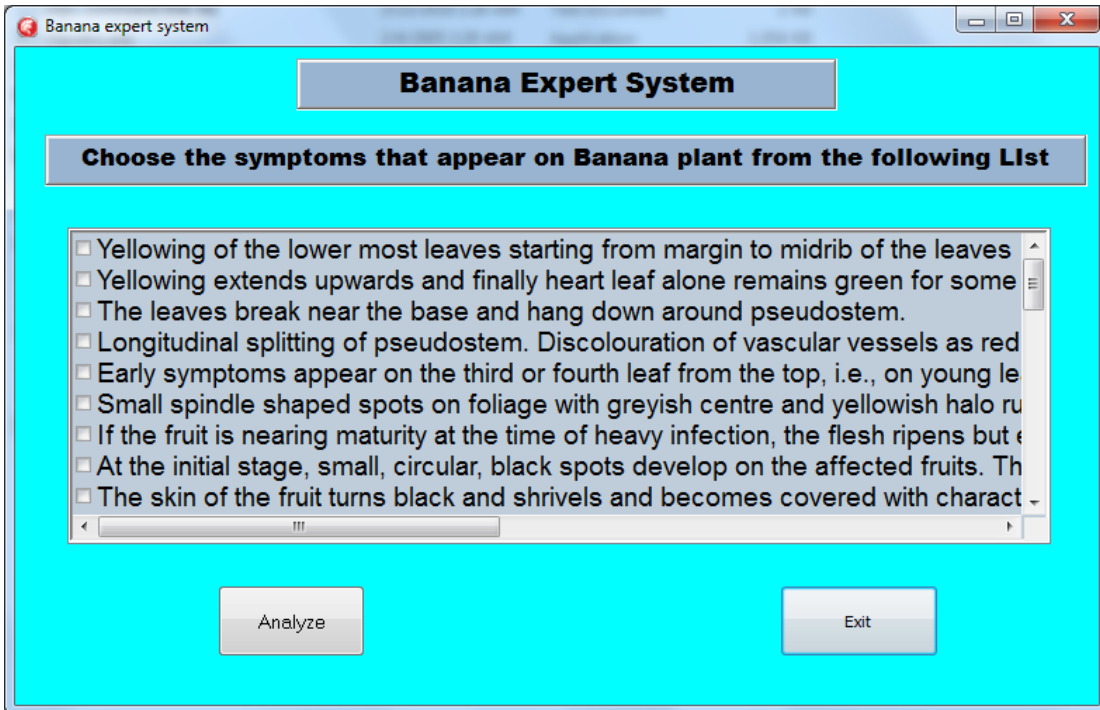 Banana expert system
Banana Expert System
Choose the symptoms that appear on Banana plant from the following LIst
Yellowing of the lower most leaves starting from margin to midrib of the leaves
Yellowing extends upwards and finally heart leaf alone remains green for some
The leaves break near the base and hang down around pseudostem.
Longitudinal splitting of pseudostem. Discolouration of vascular vessels as red
Early symptoms appear on the third or fourth leaf from the top, i.e., on young le
Small spindle shaped spots on foliage with greyish centre and yellowish halo ru
If the fruit is nearing maturity at the time of heavy infection, the flesh ripens but
At the initial stage, small, circular, black spots develop on the affected fruits. Th
The skin of the fruit turns black and shrivels and becomes covered with charact
Analyze
Exit